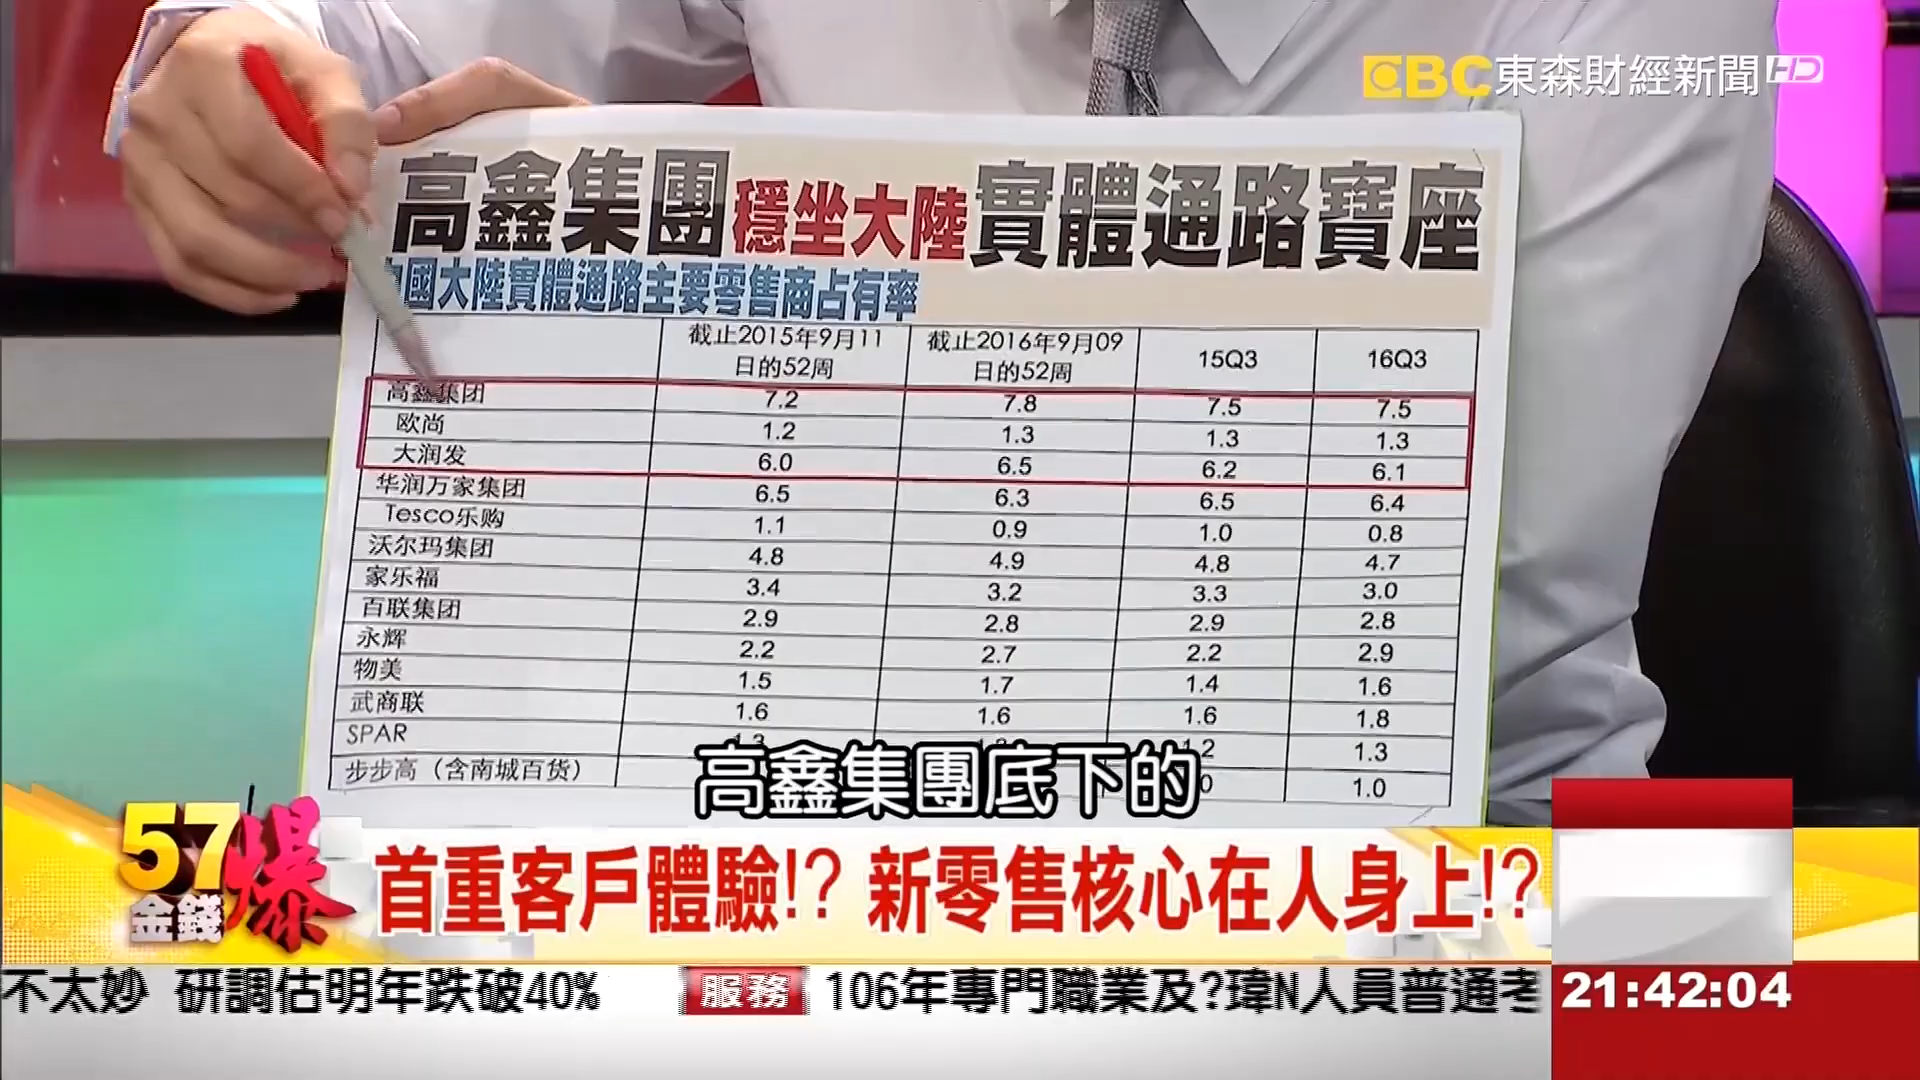 EBC東森財經新聞HD
高鑫集團穩坐大陸實體通路寶座
國大陸實體通路主要零售商占有率
截止2015年9月11日的52周 截止2016年9月09日的52周 15Q3 16Q3
高鑫集团 7.2 7.8 7.5 7.5
欧尚 1.2 1.3 1.3 1.3
大润发 6.0 6.5 6.2 6.1
华润万家集团 6.5 6.3 6.5 6.4
Tesco乐购 1.1 0.9 1.0 0.8
沃尔玛集团 4.8 4.9 4.8 4.7
家乐福 3.4 3.2 3.3 3.0
百联集团 2.9 2.8 2.9 2.8
永辉 2.2 2.7 2.2 2.9
物美 1.5 1.7 1.4 1.6
武商联 1.6 1.6 1.6 1.8
SPAR 1.3
步步高（含南城百货） 1.0
高鑫集團底下的
57金錢爆
首重客戶體驗!? 新零售核心在人身上!?
不太妙 研調估明年跌破40% 服務 106年專門職業及?瑋N人員普通考
21:42:04